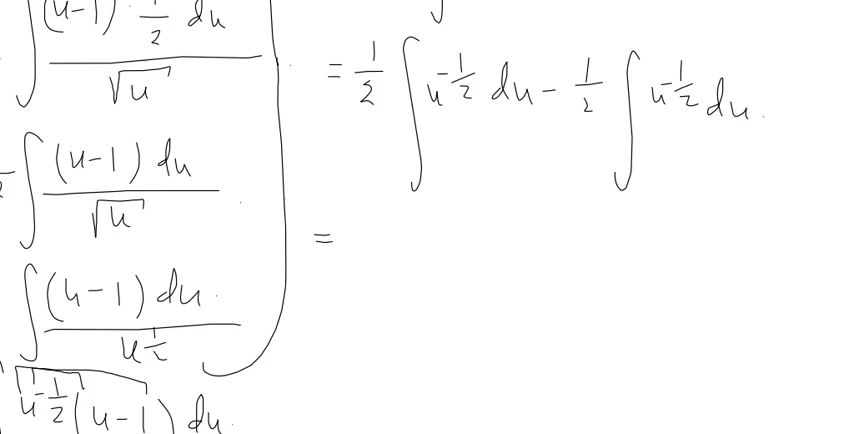 ∫ (u-1) · 1/2 du / √u
∫ (u-1) du / √u
∫ (u-1) du / u^{1/2}
u^{-1/2} (u-1) du
= 1/2 ∫ u^{-1/2} du - 1/2 ∫ u^{-1/2} du.
=